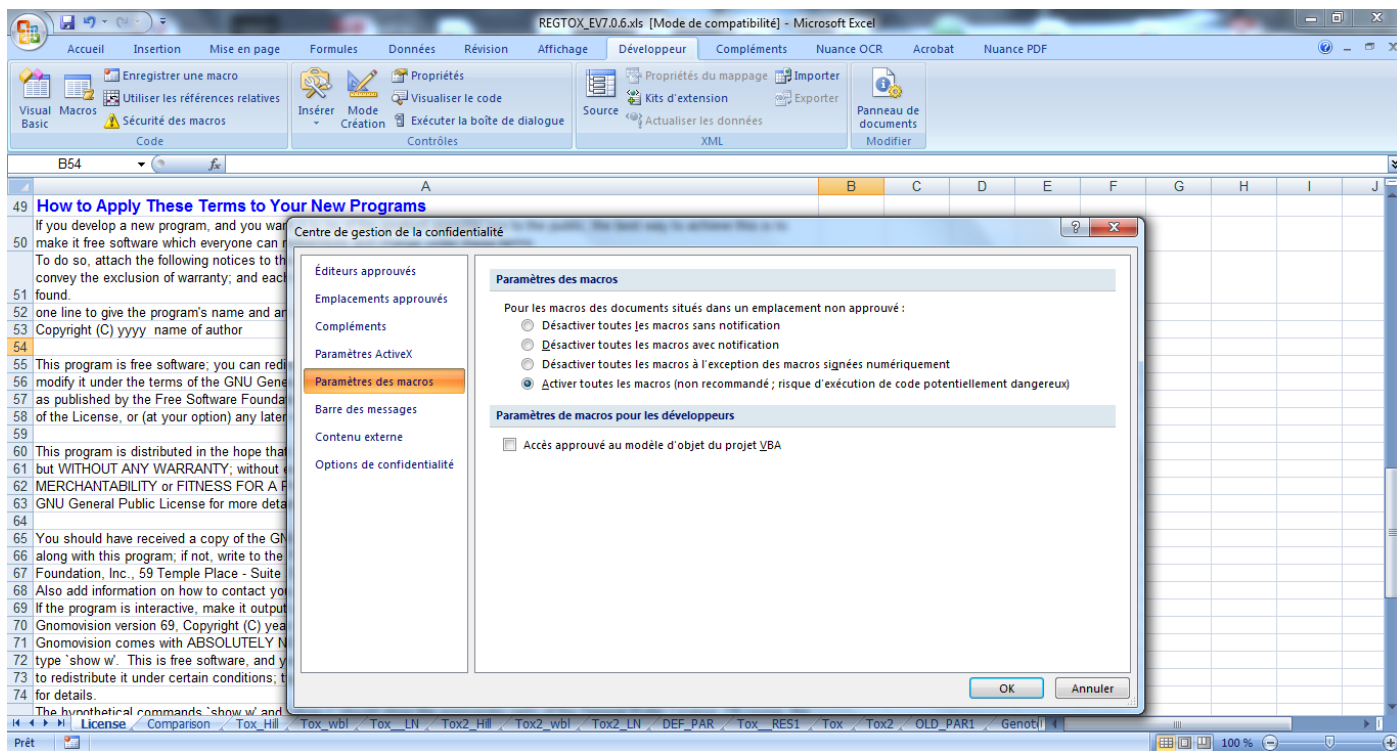 REGTOX_EV7.0.6.xls [Mode de compatibilité] - Microsoft Excel
Accueil Insertion Mise en page Formules Données Révision Affichage Développeur Compléments Nuance OCR Acrobat Nuance PDF
Visual Basic
Macros
Enregistrer une macro
Utiliser les références relatives
Sécurité des macros
Code
Insérer
Mode Création
Propriétés
Visualiser le code
Exécuter la boîte de dialogue
Contrôles
Source
Propriétés du mappage
Kits d'extension
Actualiser les données
Importer
Exporter
XML
Panneau de documents
Modifier
B54
fx
A B C D E F G H I J
49 How to Apply These Terms to Your New Programs
If you develop a new program, and you wan
50 make it free software which everyone can r
To do so, attach the following notices to th
convey the exclusion of warranty; and each
51 found.
52 one line to give the program's name and an
53 Copyright (C) yyyy name of author
54
55 This program is free software; you can redi
56 modify it under the terms of the GNU Gene
57 as published by the Free Software Founda
58 of the License, or (at your option) any later
59
60 This program is distributed in the hope that
61 but WITHOUT ANY WARRANTY; without e
62 MERCHANTABILITY or FITNESS FOR A P
63 GNU General Public License for more deta
64
65 You should have received a copy of the GN
66 along with this program; if not, write to the
67 Foundation, Inc., 59 Temple Place - Suite
68 Also add information on how to contact you
69 If the program is interactive, make it output
70 Gnomovision version 69, Copyright (C) yea
71 Gnomovision comes with ABSOLUTELY N
72 type `show w'. This is free software, and y
73 to redistribute it under certain conditions; t
74 for details.
The hypothetical commands `show w' and
Centre de gestion de la confidentialité
Éditeurs approuvés
Emplacements approuvés
Compléments
Paramètres ActiveX
Paramètres des macros
Barre des messages
Contenu externe
Options de confidentialité
Paramètres des macros
Pour les macros des documents situés dans un emplacement non approuvé :
Désactiver toutes les macros sans notification
Désactiver toutes les macros avec notification
Désactiver toutes les macros à l'exception des macros signées numériquement
Activer toutes les macros (non recommandé ; risque d'exécution de code potentiellement dangereux)
Paramètres de macros pour les développeurs
Accès approuvé au modèle d'objet du projet VBA
OK Annuler
License Comparison Tox_Hill Tox_wbl Tox__LN Tox2_Hill Tox2_wbl Tox2_LN DEF_PAR Tox__RES1 Tox Tox2 OLD_PAR1 Genot
Prêt 100 %